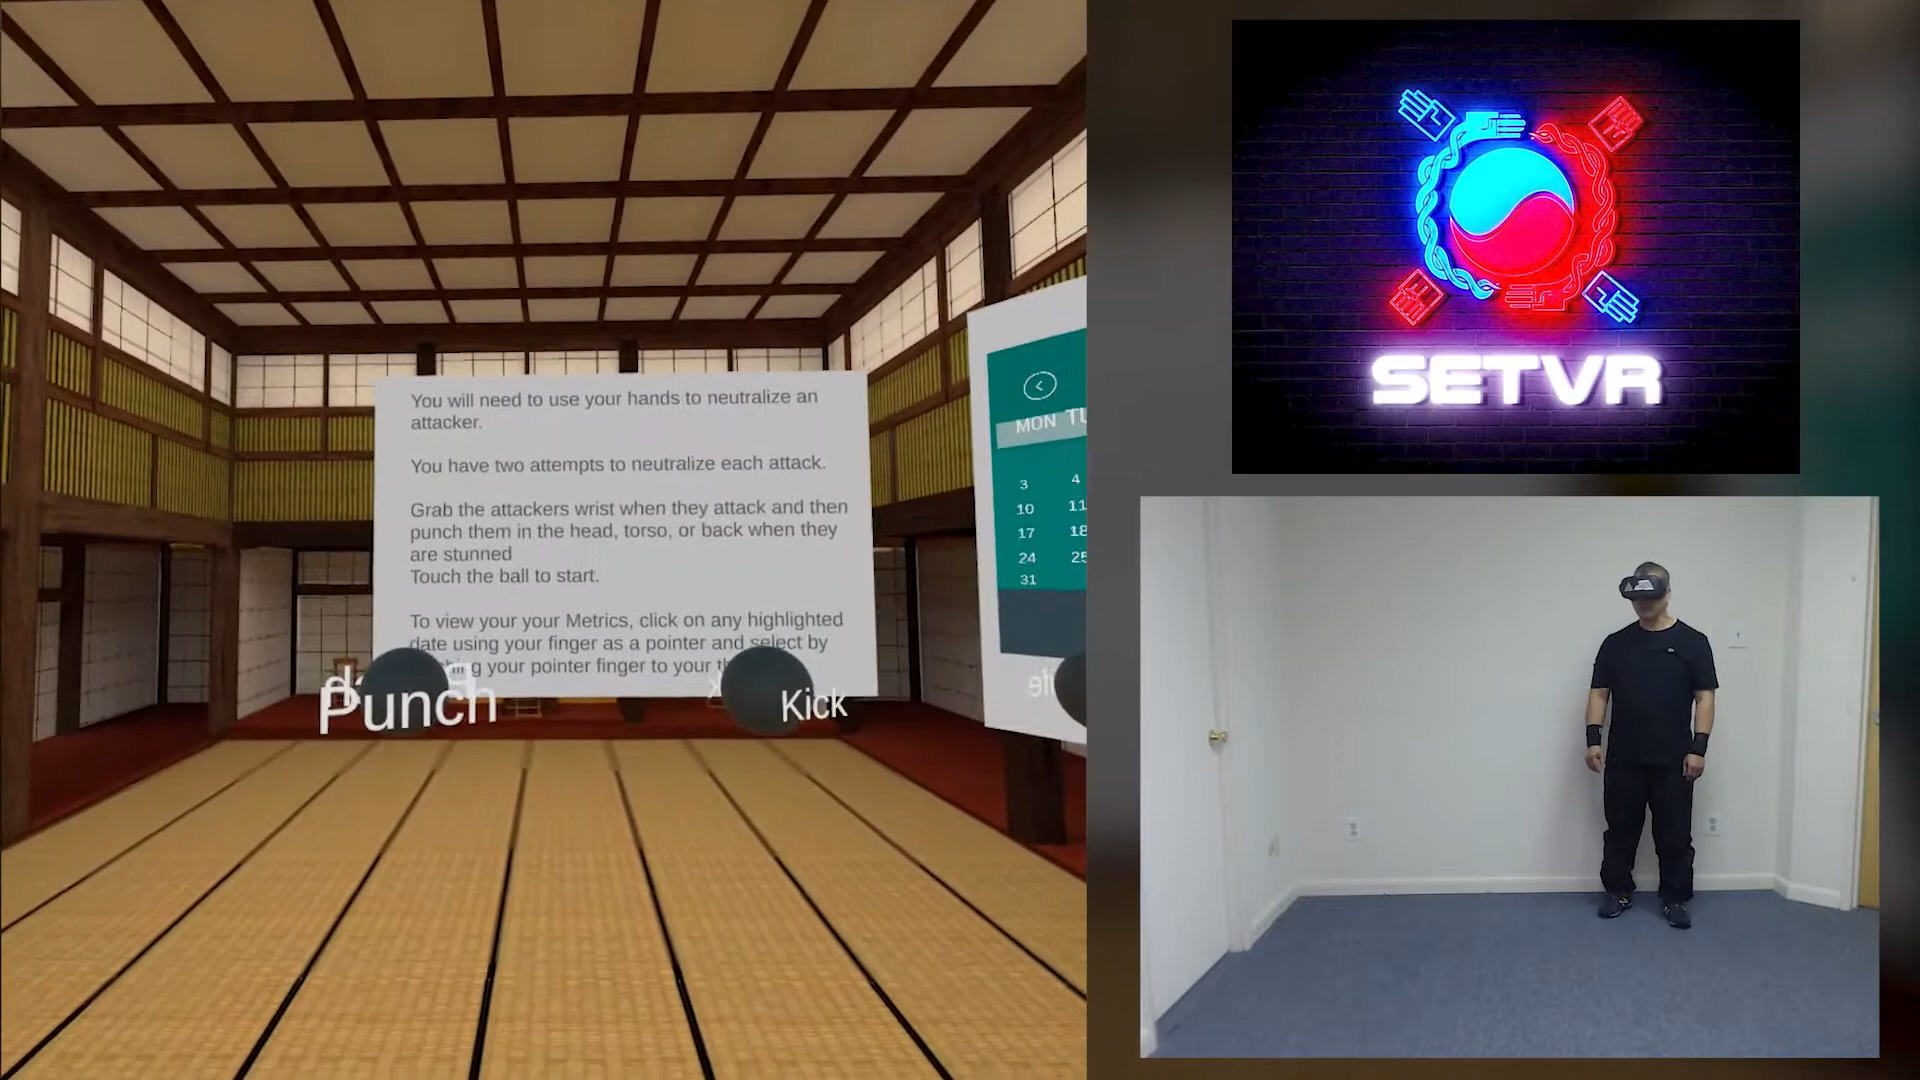 You will need to use your hands to neutralize an
attacker.
You have two attempts to neutralize each attack.
Grab the attackers wrist when they attack and then
punch them in the head, torso, or back when they
are stunned
Touch the ball to start.
To view your your Metrics, click on any highlighted
date using your finger as a pointer and select by
your pointer finger to your
Punch
Kick
MON
3 4
10 11
17 18
24 25
31
SETVR